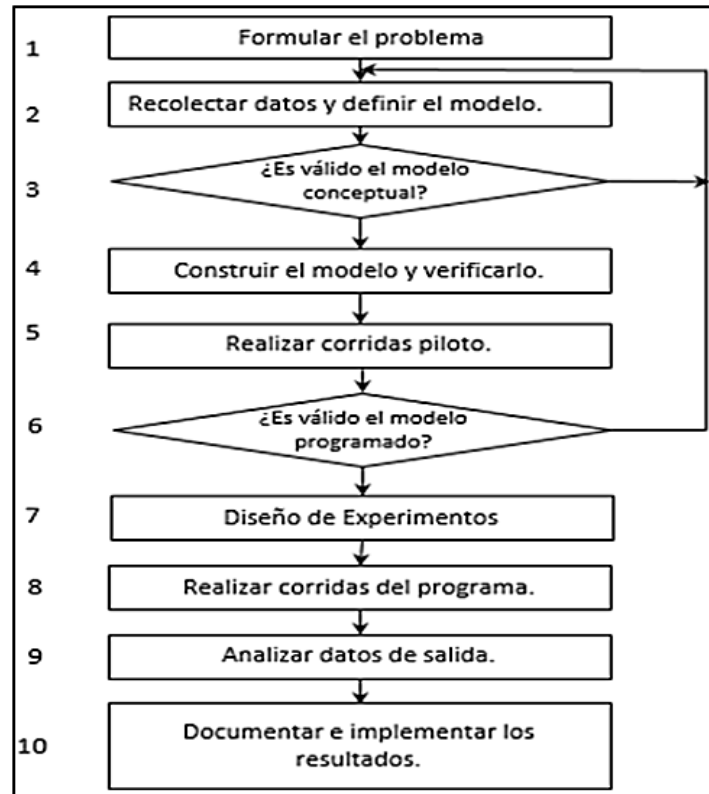 1
Formular el problema
2
Recolectar datos y definir el modelo.
3
¿Es válido el modelo
conceptual?
4
Construir el modelo y verificarlo.
5
Realizar corridas piloto.
6
¿Es válido el modelo
programado?
7
Diseño de Experimentos
8
Realizar corridas del programa.
9
Analizar datos de salida.
10
Documentar e implementar los
resultados.